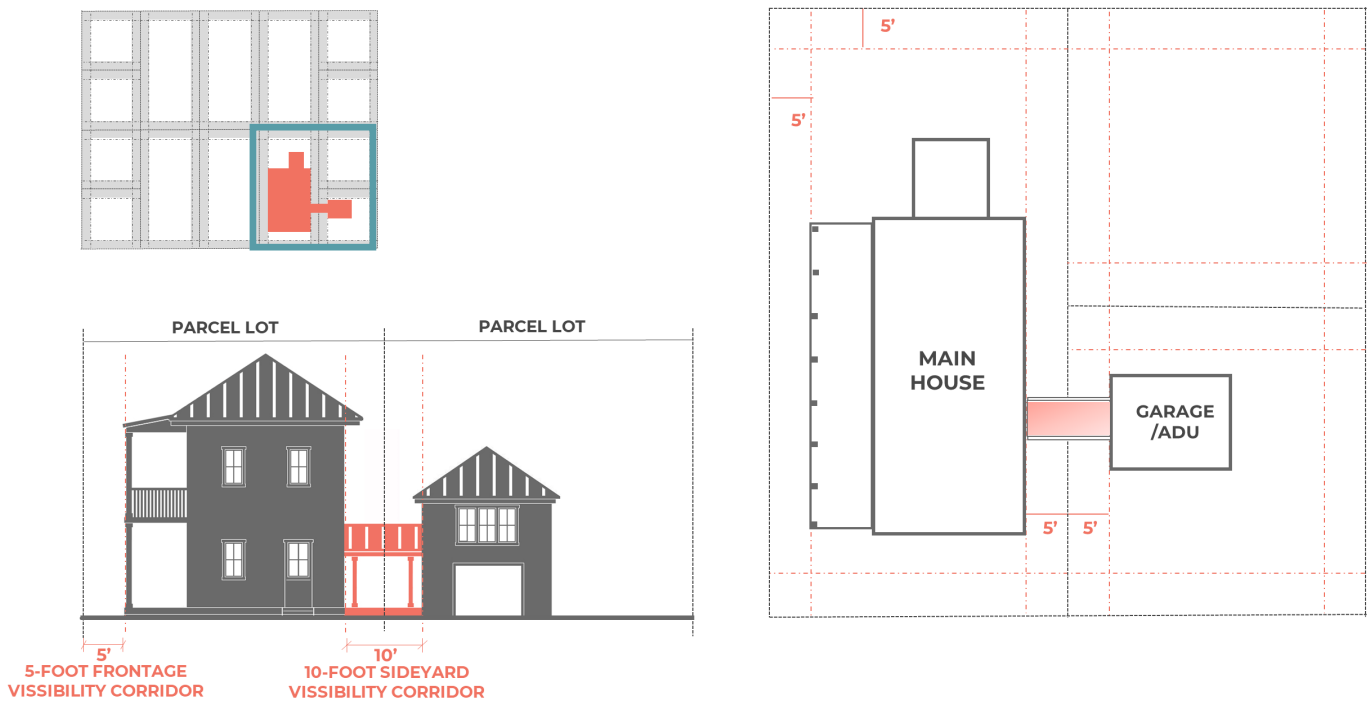 PARCEL LOT
PARCEL LOT
5’
5-FOOT FRONTAGE
VISSIBILITY CORRIDOR
10’
10-FOOT SIDEYARD
VISSIBILITY CORRIDOR
5’
5’
MAIN
HOUSE
GARAGE
/ADU
5’
5’